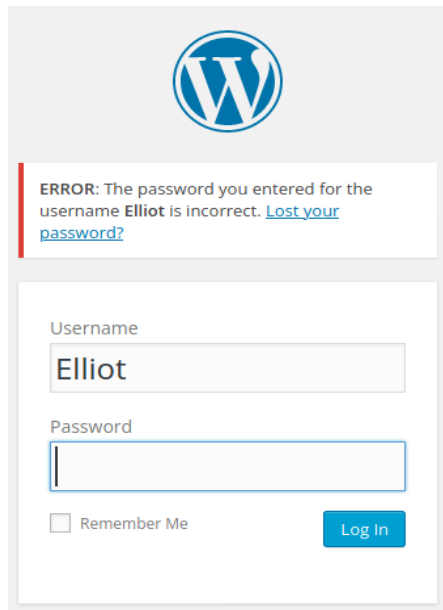 ERROR: The password you entered for the
username Elliot is incorrect. Lost your
password?
Username
Elliot
Password
Remember Me
Log In